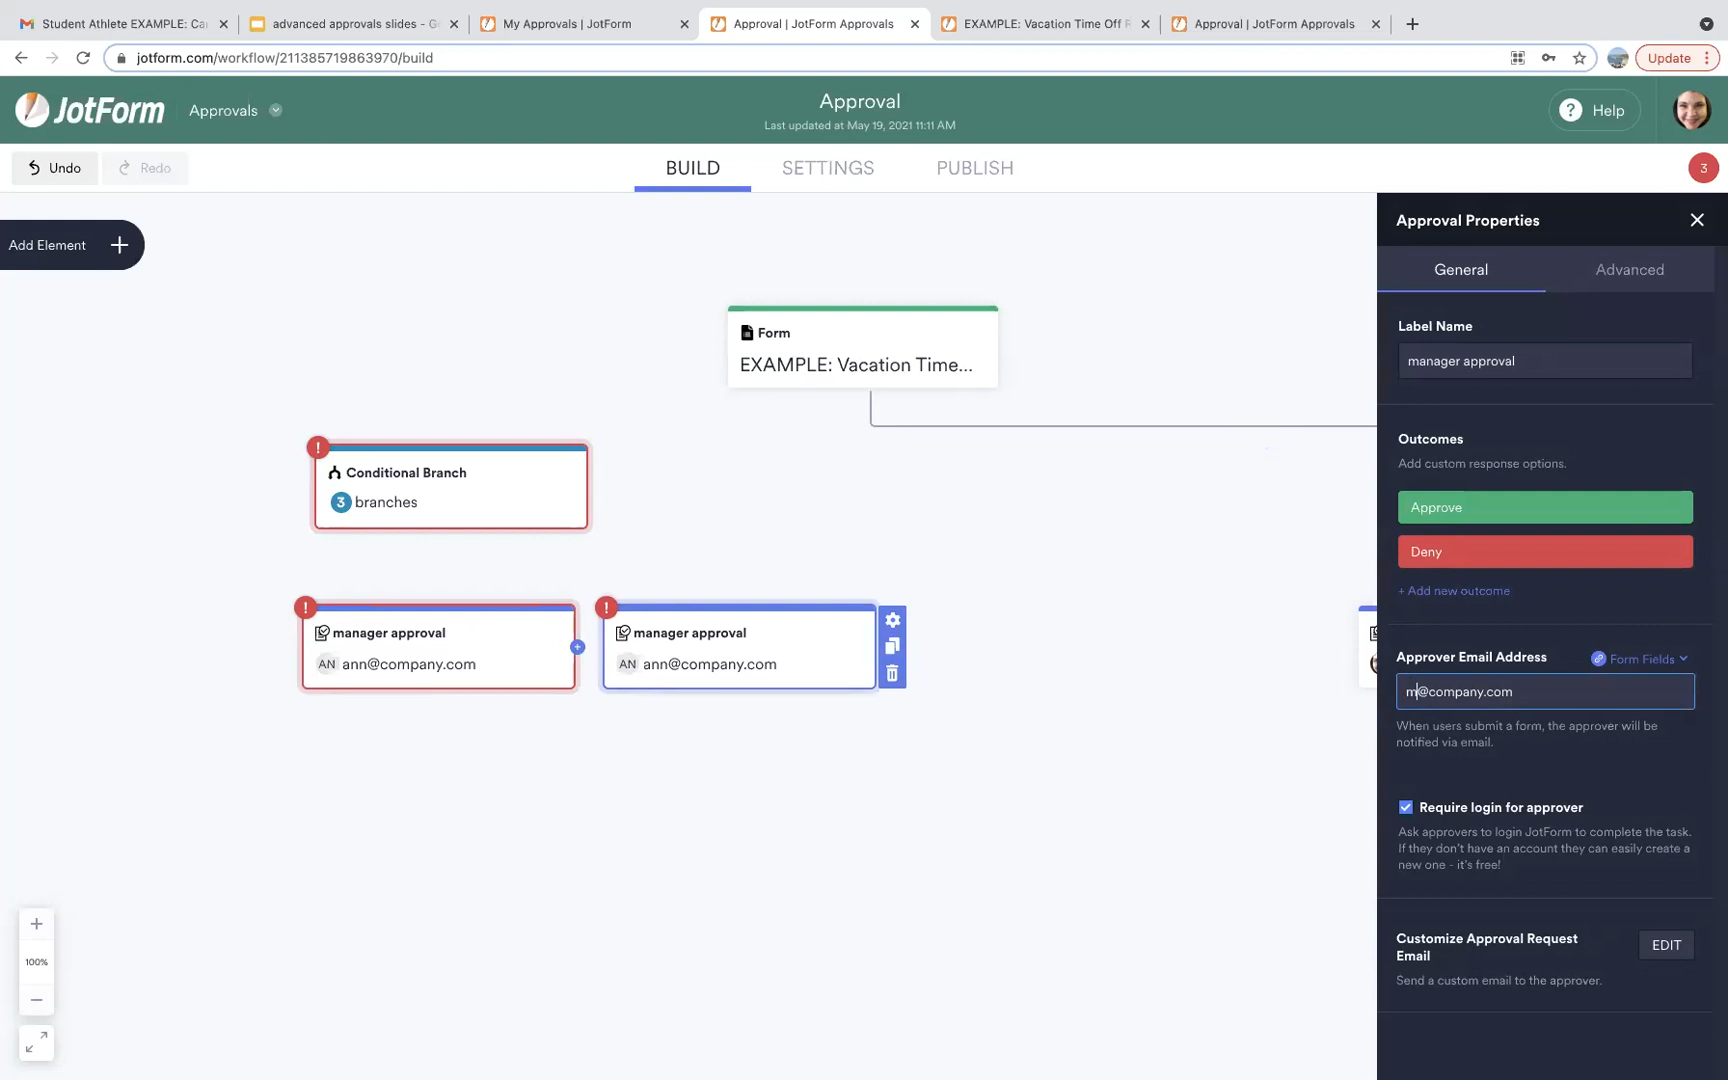 Student Athlete EXAMPLE: Ca
advanced approvals slides - G
My Approvals | JotForm
Approval | JotForm Approvals
EXAMPLE: Vacation Time Off R
Approval | JotForm Approvals
jotform.com/workflow/211385719863970/build
Update
JotForm
Approvals
Approval
Last updated at May 19, 2021 11:11 AM
? Help
Undo
Redo
BUILD
SETTINGS
PUBLISH
3
Add Element
Form
EXAMPLE: Vacation Time...
!
Conditional Branch
3 branches
!
manager approval
AN ann@company.com
!
manager approval
AN ann@company.com
100%
Approval Properties
General
Advanced
Label Name
manager approval
Outcomes
Add custom response options.
Approve
Deny
+ Add new outcome
Approver Email Address
Form Fields
m@company.com
When users submit a form, the approver will be
notified via email.
Require login for approver
Ask approvers to login JotForm to complete the task.
If they don't have an account they can easily create a
new one - it's free!
Customize Approval Request
Email
EDIT
Send a custom email to the approver.